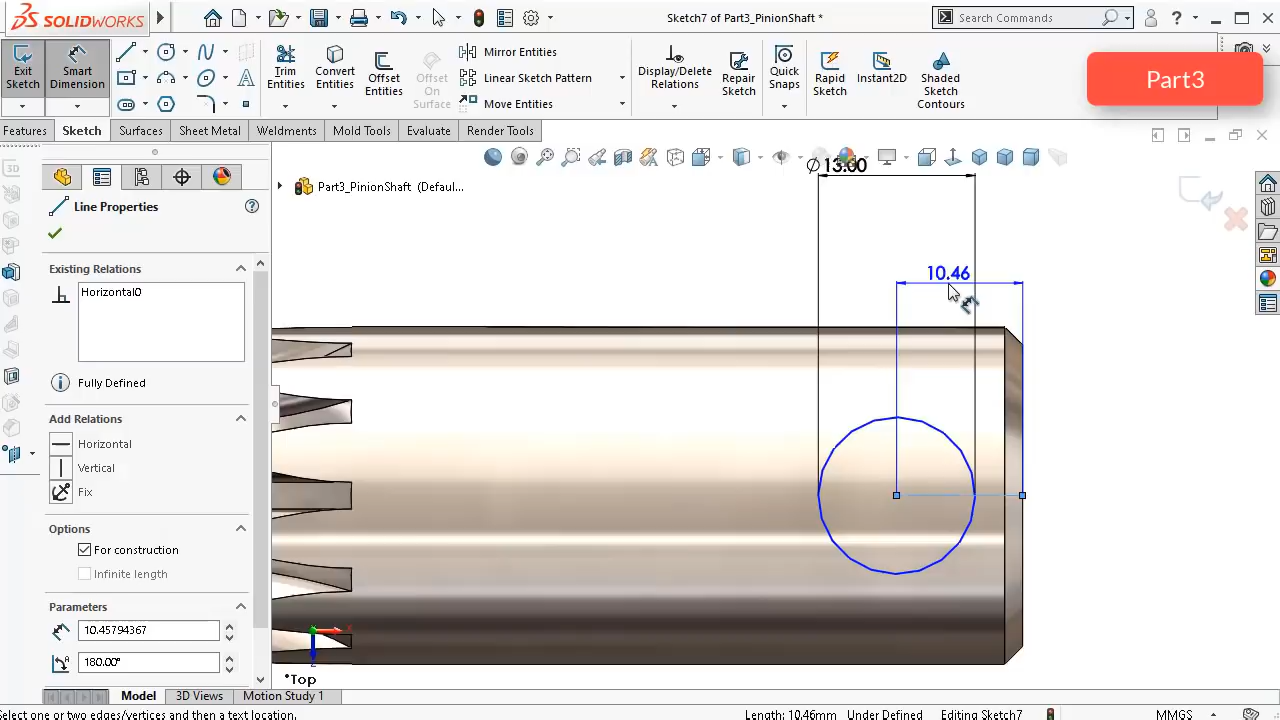 SOLIDWORKS
Sketch7 of Part3_PinionShaft *
Search Commands
?
Exit Sketch
Smart Dimension
Trim Entities
Convert Entities
Offset Entities
Offset On Surface
Mirror Entities
Linear Sketch Pattern
Move Entities
Display/Delete Relations
Repair Sketch
Quick Snaps
Rapid Sketch
Instant2D
Shaded Sketch Contours
Part3
Features
Sketch
Surfaces
Sheet Metal
Weldments
Mold Tools
Evaluate
Render Tools
3D
Part3_PinionShaft (Defaul...
Line Properties
?
Existing Relations
Horizontal0
Fully Defined
Add Relations
Horizontal
Vertical
Fix
Options
For construction
Infinite length
Parameters
10.45794367
180.00°
Ø 13.00
10.46
*Top
Model
3D Views
Motion Study 1
Select one or two edges/vertices and then a text location.
Length: 10.46mm
Under Defined
Editing Sketch7
MMGS